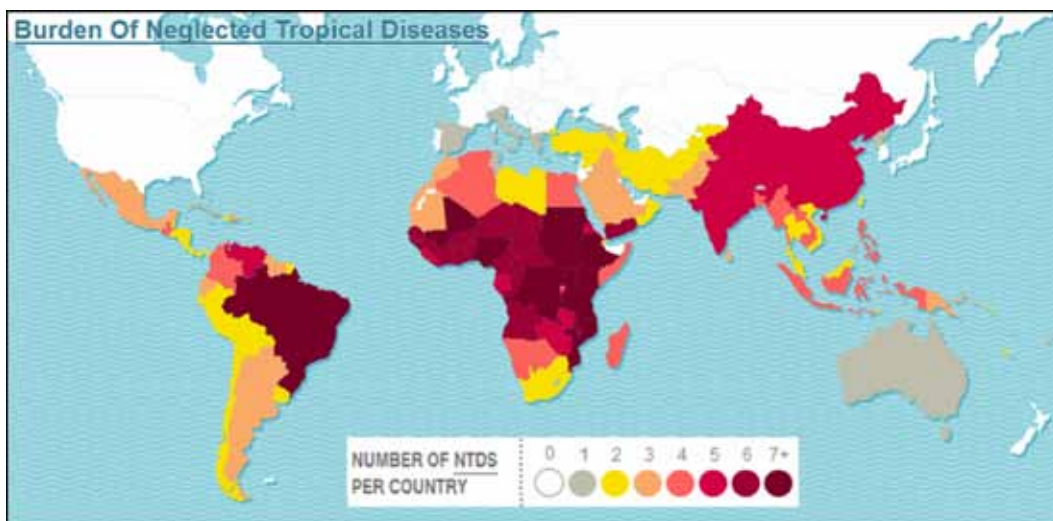 Burden Of Neglected Tropical Diseases
NUMBER OF NTDS
PER COUNTRY
0 1 2 3 4 5 6 7+